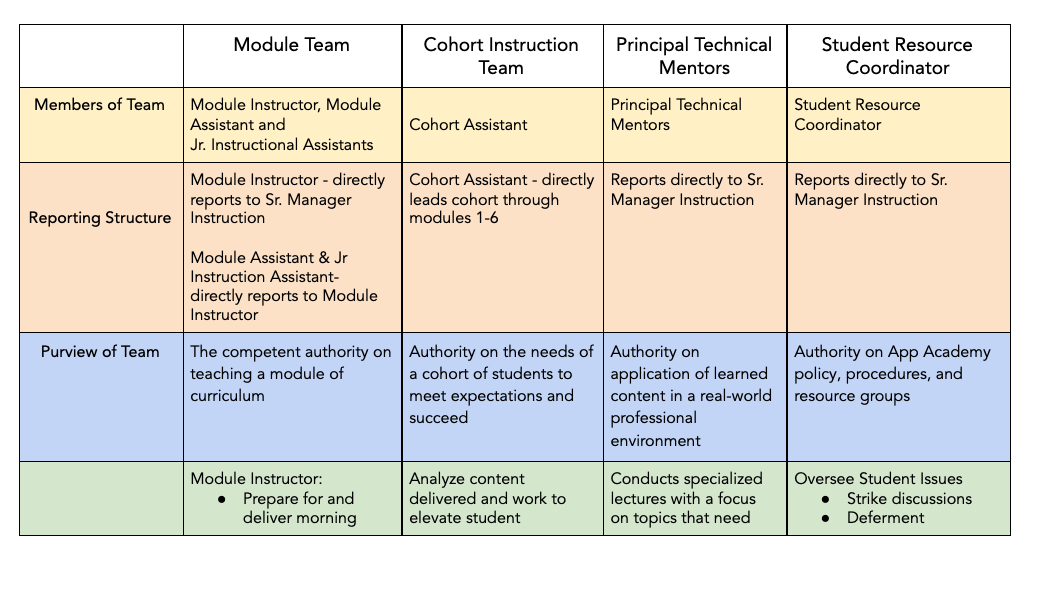 Module Team
Cohort Instruction
Team
Principal Technical
Mentors
Student Resource
Coordinator
Members of Team
Module Instructor, Module
Assistant and
Jr. Instructional Assistants
Cohort Assistant
Principal Technical
Mentors
Student Resource
Coordinator
Reporting Structure
Module Instructor - directly
reports to Sr. Manager
Instruction
Module Assistant & Jr
Instruction Assistant-
directly reports to Module
Instructor
Cohort Assistant - directly
leads cohort through
modules 1-6
Reports directly to Sr.
Manager Instruction
Reports directly to Sr.
Manager Instruction
Purview of Team
The competent authority on
teaching a module of
curriculum
Authority on the needs of
a cohort of students to
meet expectations and
succeed
Authority on
application of learned
content in a real-world
professional
environment
Authority on App Academy
policy, procedures, and
resource groups
Module Instructor:
● Prepare for and
deliver morning
Analyze content
delivered and work to
elevate student
Conducts specialized
lectures with a focus
on topics that need
Oversee Student Issues
● Strike discussions
● Deferment